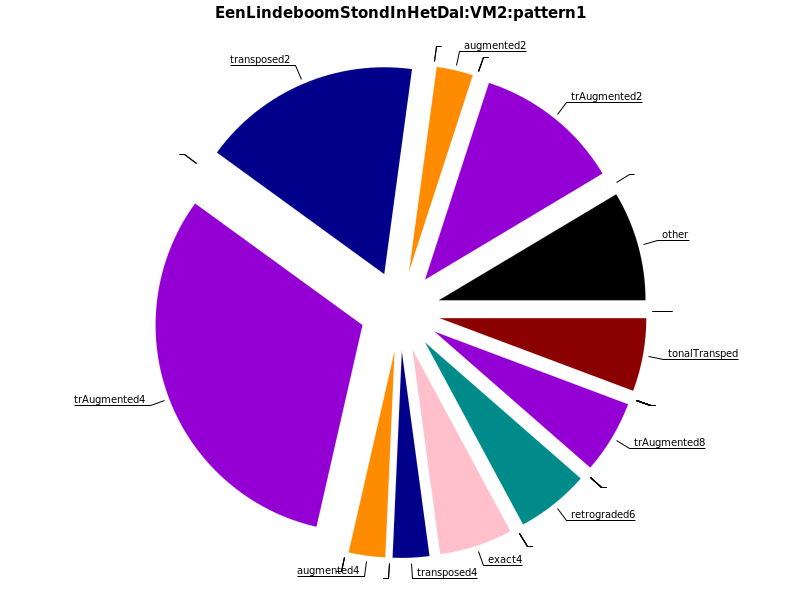 EenLindeboomStondInHetDal:VM2:pattern1
augmented2
transposed2
trAugmented2
other
tonalTransped
trAugmented4
trAugmented8
retrograded6
exact4
augmented4
transposed4